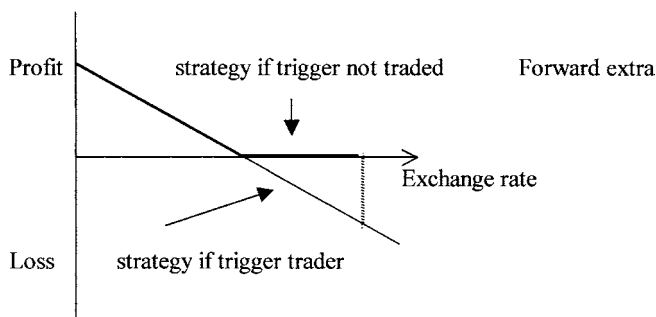 Profit strategy if trigger not traded Forward extra
Exchange rate
Loss strategy if trigger trader